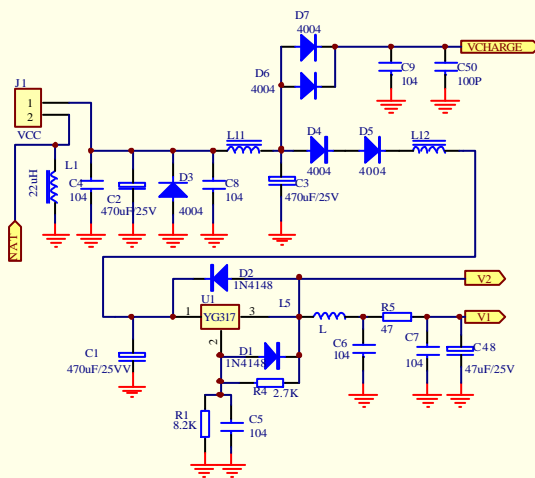 D7
4004
VCHARGE
D6
4004
C9
104
C50
100P
J1
1
2
VCC
L11
D4
4004
D5
4004
L12
22uH
L1
C4
104
C2
470uF/25V
D3
4004
C8
104
C3
470uF/25V
NAT
D2
1N4148
V2
U1
1
YG317
3
2
L5
L
R5
47
V1
C1
470uF/25VV
D1
1N4148
R4
2.7K
C6
104
C7
104
C48
47uF/25V
R1
8.2K
C5
104